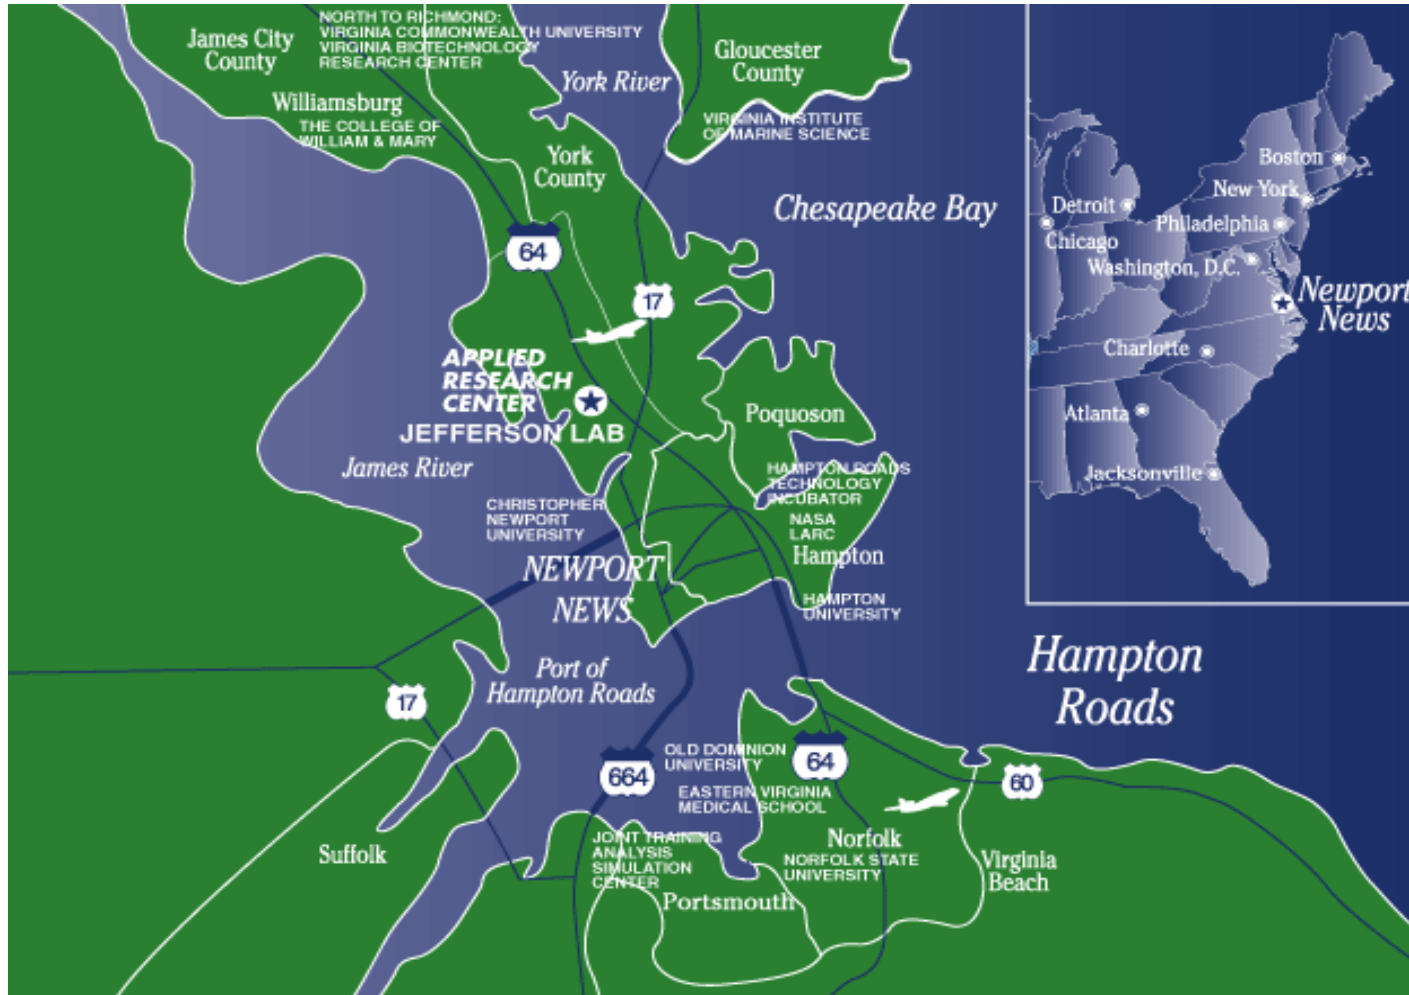 NORTH TO RICHMOND:
VIRGINIA COMMONWEALTH UNIVERSITY
VIRGINIA BIOTECHNOLOGY
RESEARCH CENTER
James City
County
Williamsburg
THE COLLEGE OF
WILLIAM & MARY
York River
Gloucester
County
VIRGINIA INSTITUTE
OF MARINE SCIENCE
York
County
Chesapeake Bay
64
17
APPLIED
RESEARCH
CENTER
JEFFERSON LAB
James River
Poquoson
HAMPTON ROADS
TECHNOLOGY
INCUBATOR
NASA
LARC
Hampton
CHRISTOPHER
NEWPORT
UNIVERSITY
NEWPORT
NEWS
HAMPTON
UNIVERSITY
Port of
Hampton Roads
17
664
OLD DOMINION
UNIVERSITY
EASTERN VIRGINIA
MEDICAL SCHOOL
64
60
JOINT TRAINING
ANALYSIS
SIMULATION
CENTER
Suffolk
Portsmouth
Norfolk
NORFOLK STATE
UNIVERSITY
Virginia
Beach
Hampton
Roads
Boston
New York
Detroit
Philadelphia
Chicago
Washington, D.C.
Newport
News
Charlotte
Atlanta
Jacksonville